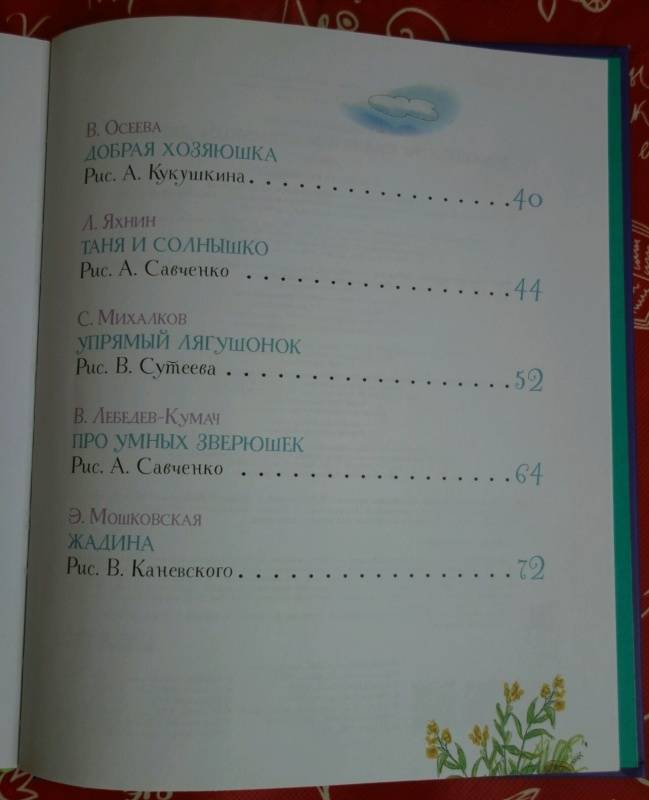 В. Осеева
ДОБРАЯ ХОЗЯЮШКА
Рис. А. Кукушкина. . . . . . . . . . . . . . . . . . 40
Л. Яхнин
ТАНЯ И СОЛНЫШКО
Рис. А. Савченко . . . . . . . . . . . . . . . . . . 44
С. Михалков
УПРЯМЫЙ ЛЯГУШОНОК
Рис. В. Сутеева . . . . . . . . . . . . . . . . . . . 52
В. Лебедев-Кумач
ПРО УМНЫХ ЗВЕРЮШЕК
Рис. А. Савченко . . . . . . . . . . . . . . . . . . 64
Э. Мошковская
ЖАДИНА
Рис. В. Каневского. . . . . . . . . . . . . . . . . . 72